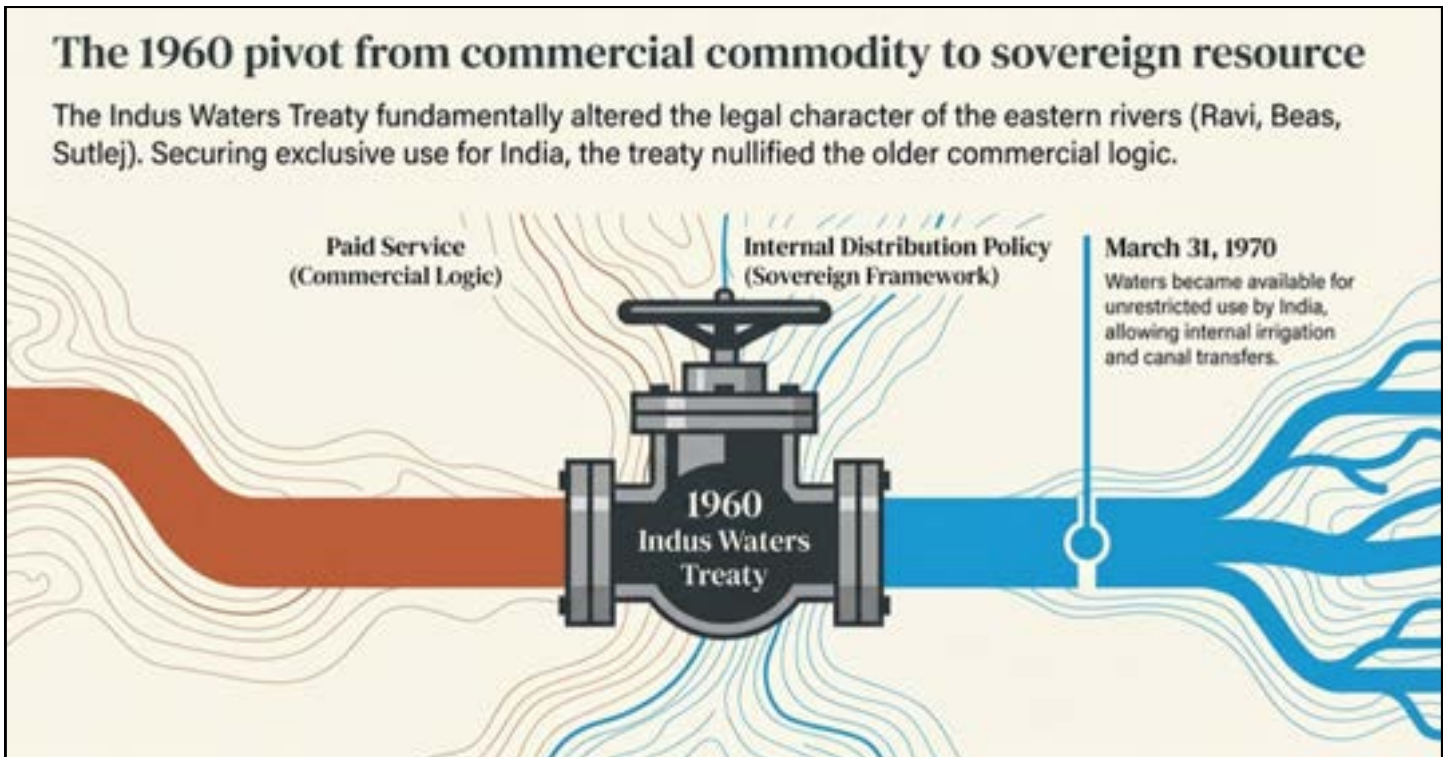 The 1960 pivot from commercial commodity to sovereign resource
The Indus Waters Treaty fundamentally altered the legal character of the eastern rivers (Ravi, Beas,
Sutlej). Securing exclusive use for India, the treaty nullified the older commercial logic.
Paid Service
(Commercial Logic)
Internal Distribution Policy
(Sovereign Framework)
March 31, 1970
Waters became available for
unrestricted use by India,
allowing internal irrigation
and canal transfers.
1960
Indus Waters
Treaty